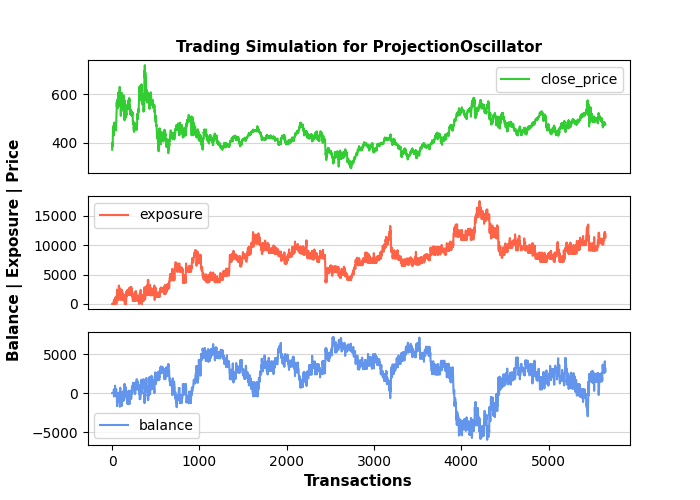 Trading Simulation for ProjectionOscillator
close_price
600
400
exposure
15000
10000
5000
0
balance
5000
0
−5000
0 1000 2000 3000 4000 5000
Transactions
Balance | Exposure | Price